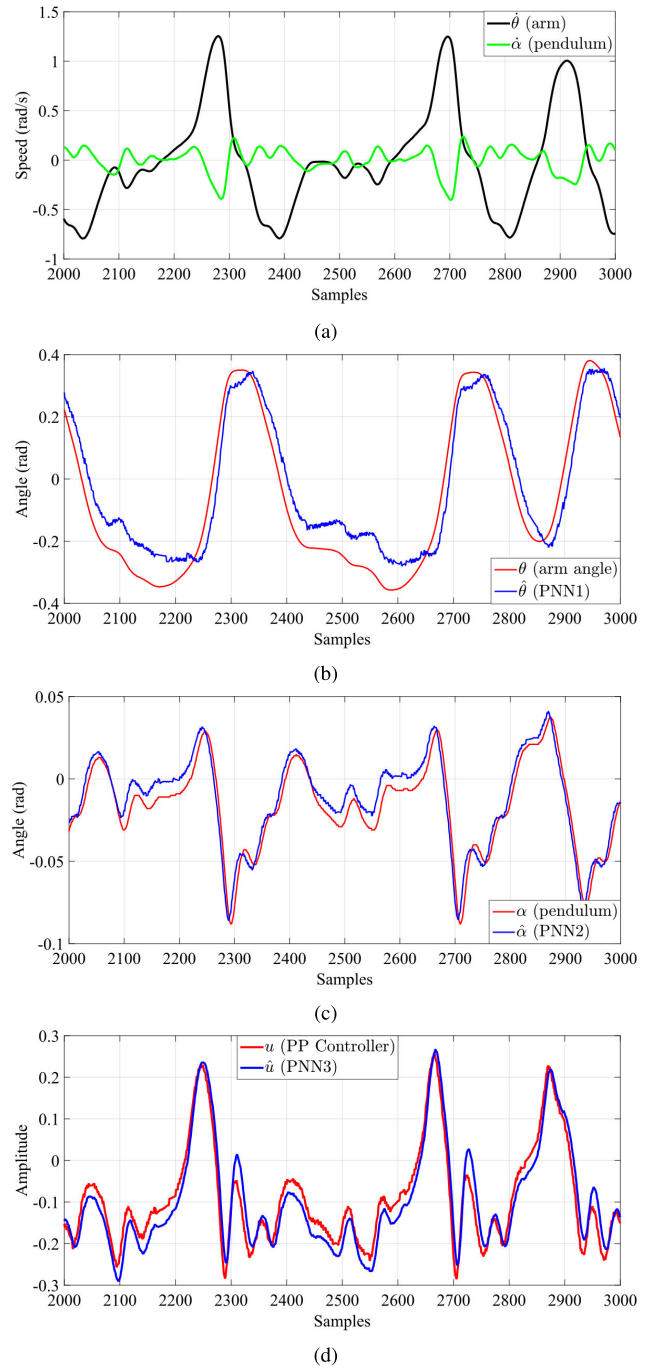 1.5
1
0.5
0
-0.5
-1
Speed (rad/s)
θ̇ (arm)
α̇ (pendulum)
2000 2100 2200 2300 2400 2500 2600 2700 2800 2900 3000
Samples
(a)
0.4
0.2
0
-0.2
-0.4
Angle (rad)
θ (arm angle)
θ̂ (PNN1)
2000 2100 2200 2300 2400 2500 2600 2700 2800 2900 3000
Samples
(b)
0.05
0
-0.05
-0.1
Angle (rad)
α (pendulum)
α̂ (PNN2)
2000 2100 2200 2300 2400 2500 2600 2700 2800 2900 3000
Samples
(c)
0.3
0.2
0.1
0
-0.1
-0.2
-0.3
Amplitude
u (PP Controller)
û (PNN3)
2000 2100 2200 2300 2400 2500 2600 2700 2800 2900 3000
Samples
(d)